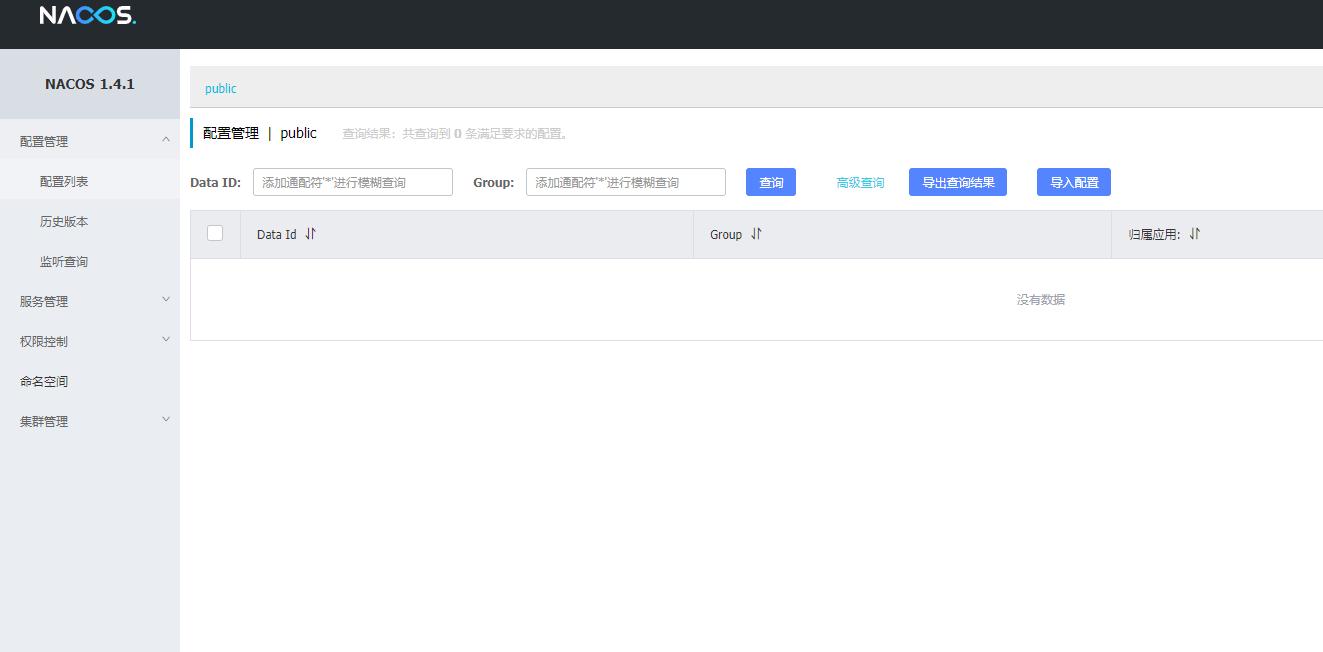 NACOS.
NACOS 1.4.1
配置管理
配置列表
历史版本
监听查询
服务管理
权限控制
命名空间
集群管理
public
配置管理 | public 查询结果：共查询到 0 条满足要求的配置。
Data ID: 添加通配符'*'进行模糊查询 Group: 添加通配符'*'进行模糊查询 查询 高级查询 导出查询结果 导入配置
Data Id Group 归属应用:
没有数据